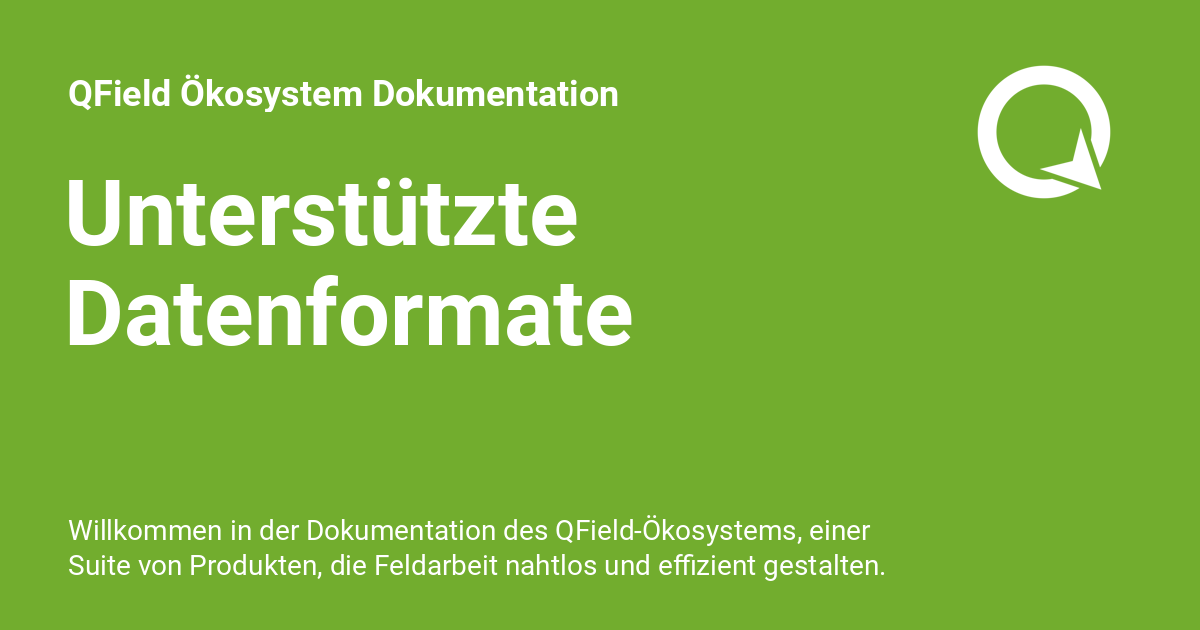 QField Ökosystem Dokumentation
Unterstützte
Datenformate
Willkommen in der Dokumentation des QField-Ökosystems, einer
Suite von Produkten, die Feldarbeit nahtlos und effizient gestalten.